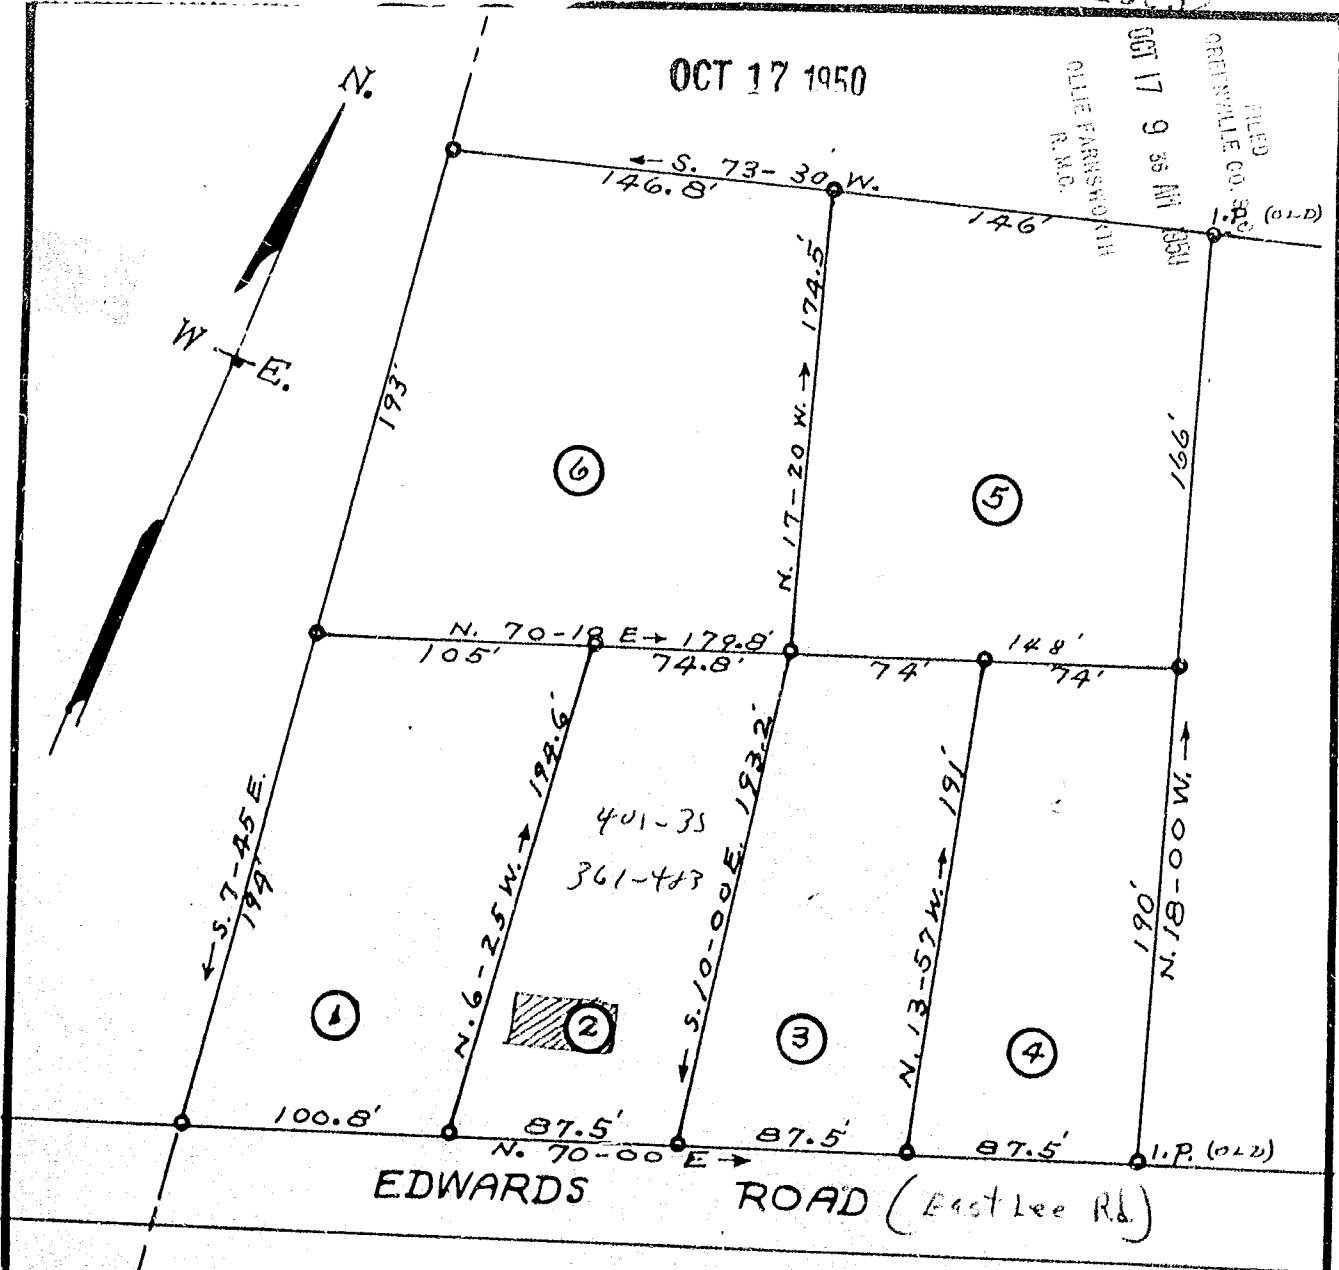 OCT 17 1950
FILED
GREENVILLE CO. S. C.
OCT 17 9 36 AM 1950
OLLIE FARNSWORTH
R. M. C.
N.
W E.
← S. 73-30 W.
146.8'
146'
I.P. (OLD)
193'
N. 17-20 W. → 174.5'
166'
6
5
N. 70-18 E → 179.8'
148'
105'
74.8'
74'
74'
← S. 7-45 E.
194'
N. 6-25 W. → 194.6'
401-35
361-483
← S. 10-00 E. 193.2'
N. 13-57 W. → 191'
190'
N. 18-00 W. →
1
2
3
4
100.8'
87.5'
87.5'
87.5'
I.P. (OLD)
N. 70-00 E →
EDWARDS ROAD (East Lee Rd.)